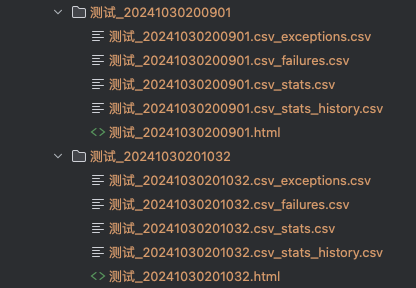 测试_20241030200901
测试_20241030200901.csv_exceptions.csv
测试_20241030200901.csv_failures.csv
测试_20241030200901.csv_stats.csv
测试_20241030200901.csv_stats_history.csv
测试_20241030200901.html
测试_20241030201032
测试_20241030201032.csv_exceptions.csv
测试_20241030201032.csv_failures.csv
测试_20241030201032.csv_stats.csv
测试_20241030201032.csv_stats_history.csv
测试_20241030201032.html